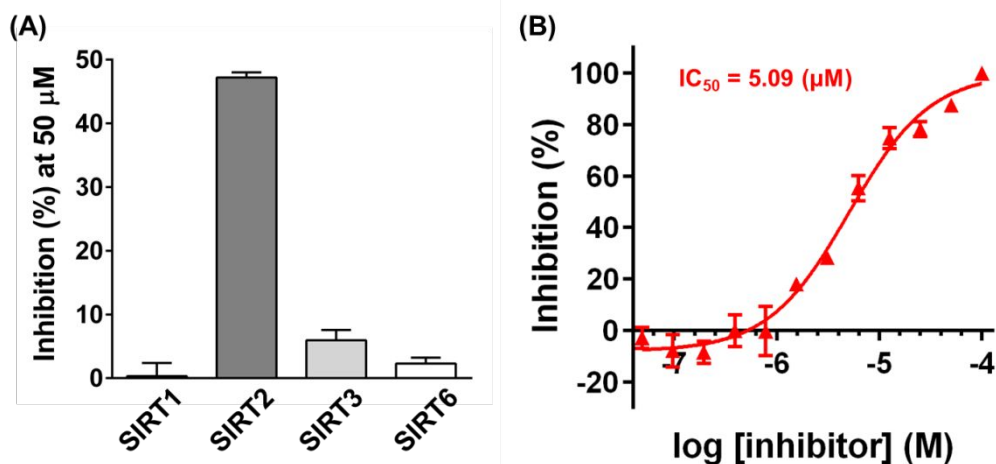 (A)
Inhibition (%) at 50 μM
50
40
30
20
10
0
SIRT1
SIRT2
SIRT3
SIRT6
(B)
IC50 = 5.09 (μM)
Inhibition (%)
100
80
60
40
20
0
-20
-7
-6
-5
-4
log [inhibitor] (M)